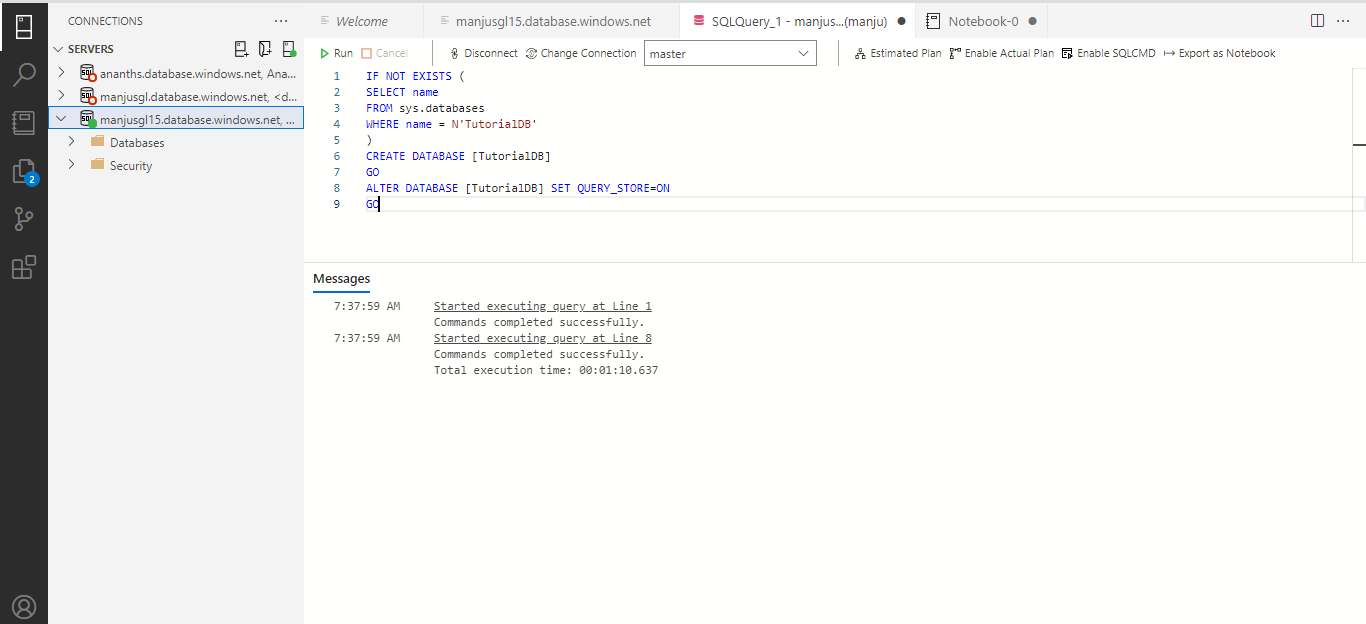 CONNECTIONS
SERVERS
ananths.database.windows.net, Ana...
manjusgl.database.windows.net, <d...
manjusgl15.database.windows.net, ...
Databases
Security
2
Welcome
manjusgl15.database.windows.net
SQLQuery_1 - manjus...(manju)
Notebook-0
Run
Cancel
Disconnect
Change Connection
master
Estimated Plan
Enable Actual Plan
Enable SQLCMD
Export as Notebook
1 IF NOT EXISTS (
2 SELECT name
3 FROM sys.databases
4 WHERE name = N'TutorialDB'
5 )
6 CREATE DATABASE [TutorialDB]
7 GO
8 ALTER DATABASE [TutorialDB] SET QUERY_STORE=ON
9 GO
Messages
7:37:59 AM Started executing query at Line 1
Commands completed successfully.
7:37:59 AM Started executing query at Line 8
Commands completed successfully.
Total execution time: 00:01:10.637